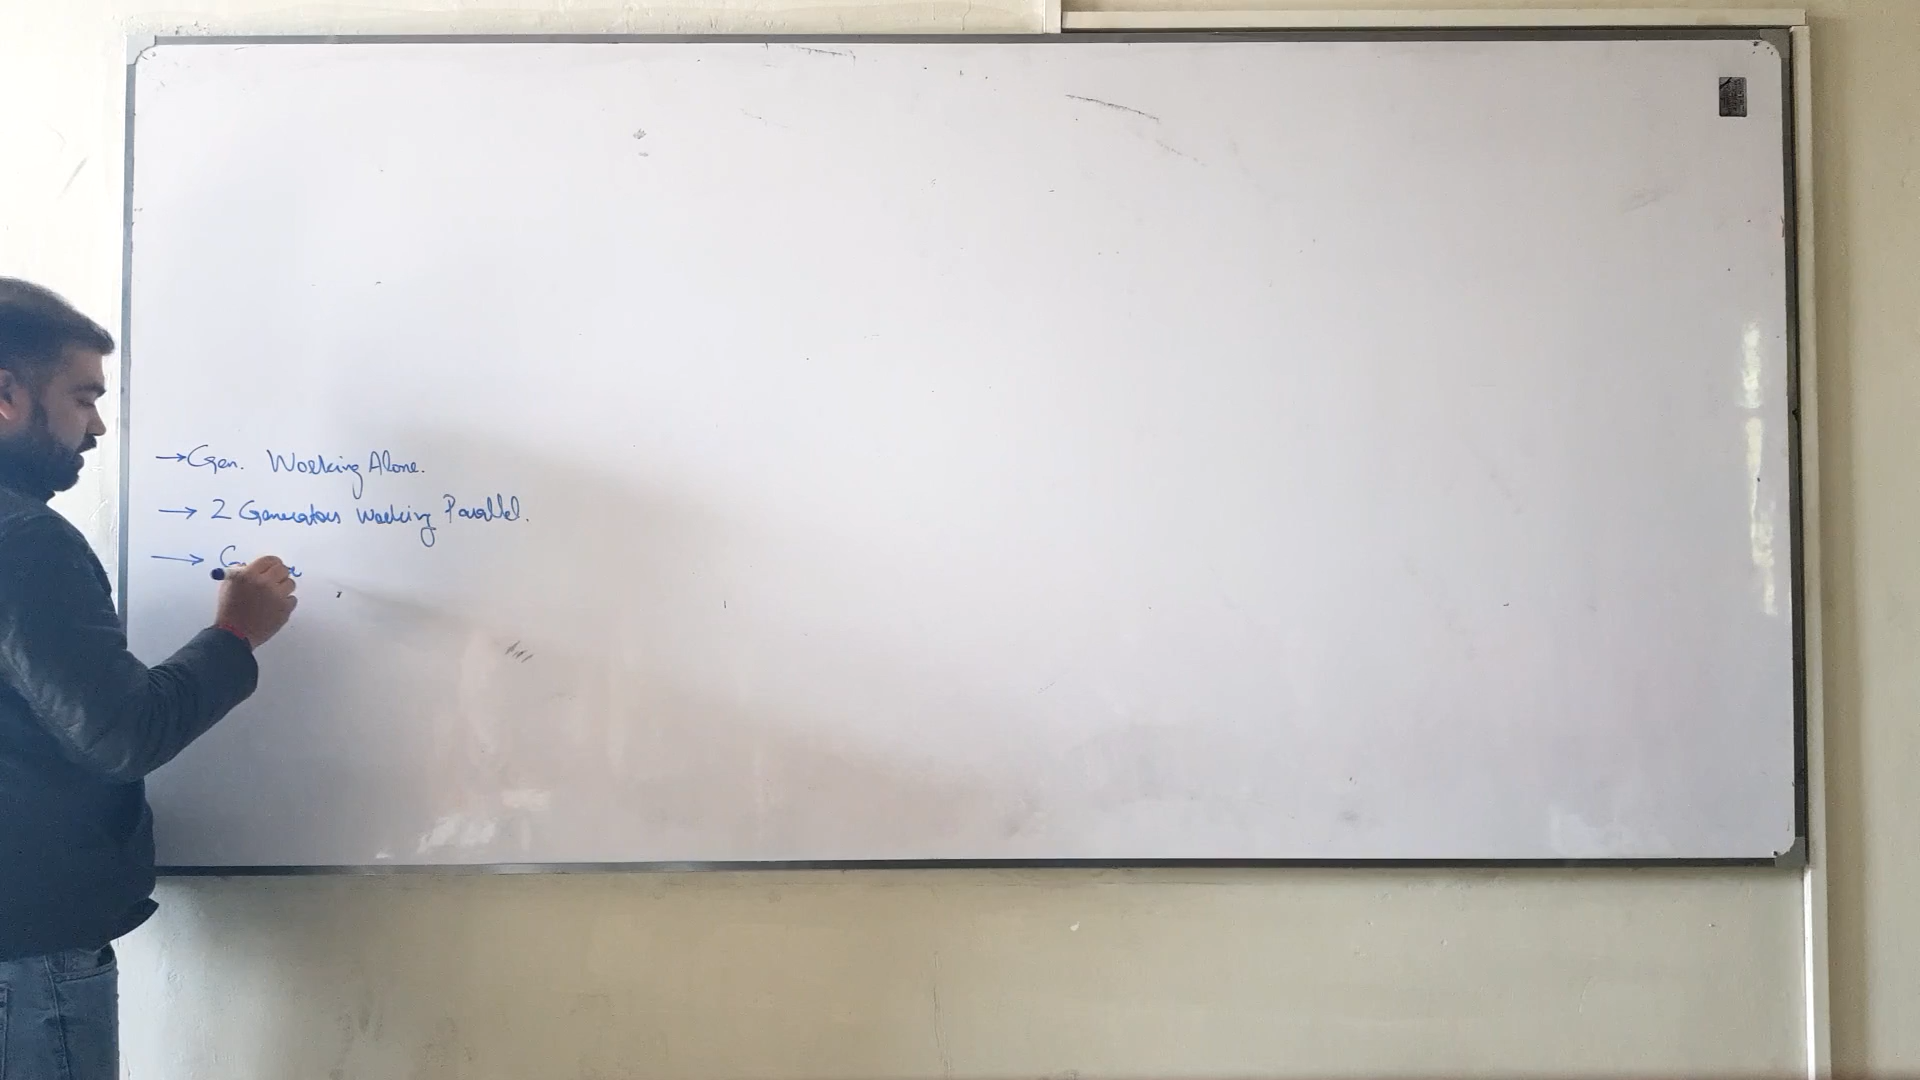 → Gen. Working Alone.
→ 2 Generators Working Parallel.
→